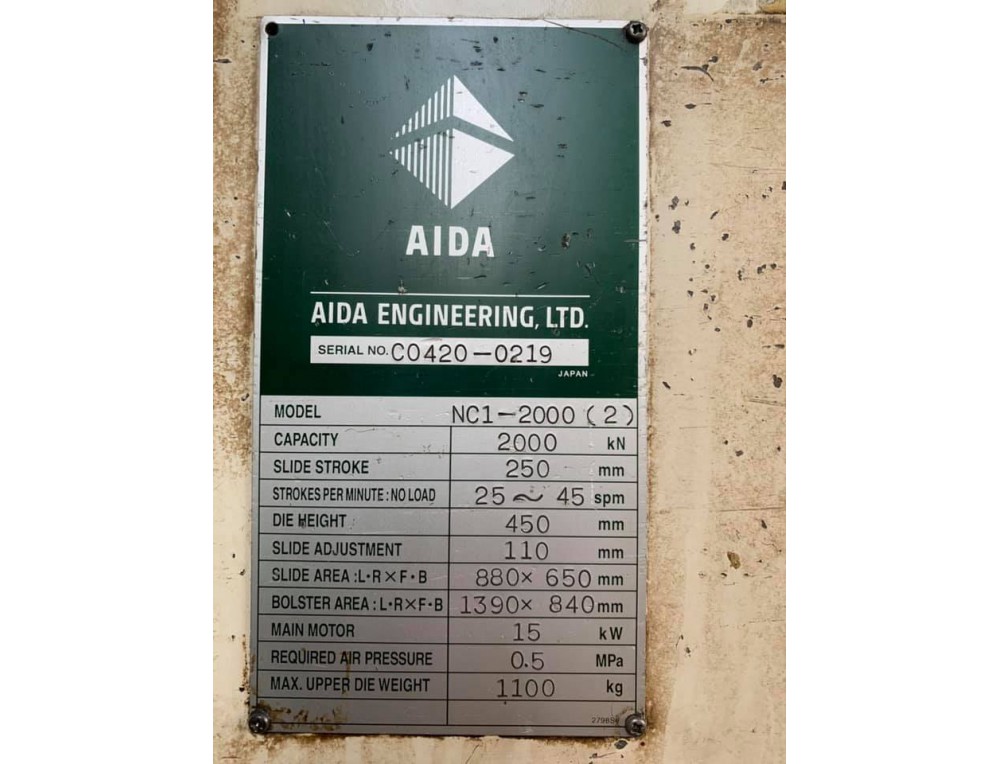 AIDA
AIDA ENGINEERING, LTD.
SERIAL NO. C0420-0219
JAPAN
MODEL NC1-2000 (2)
CAPACITY 2000 kN
SLIDE STROKE 250 mm
STROKES PER MINUTE : NO LOAD 25 ~ 45 spm
DIE HEIGHT 450 mm
SLIDE ADJUSTMENT 110 mm
SLIDE AREA : L·R×F·B 880× 650 mm
BOLSTER AREA : L·R×F·B 1390× 840 mm
MAIN MOTOR 15 kW
REQUIRED AIR PRESSURE 0.5 MPa
MAX. UPPER DIE WEIGHT 1100 kg